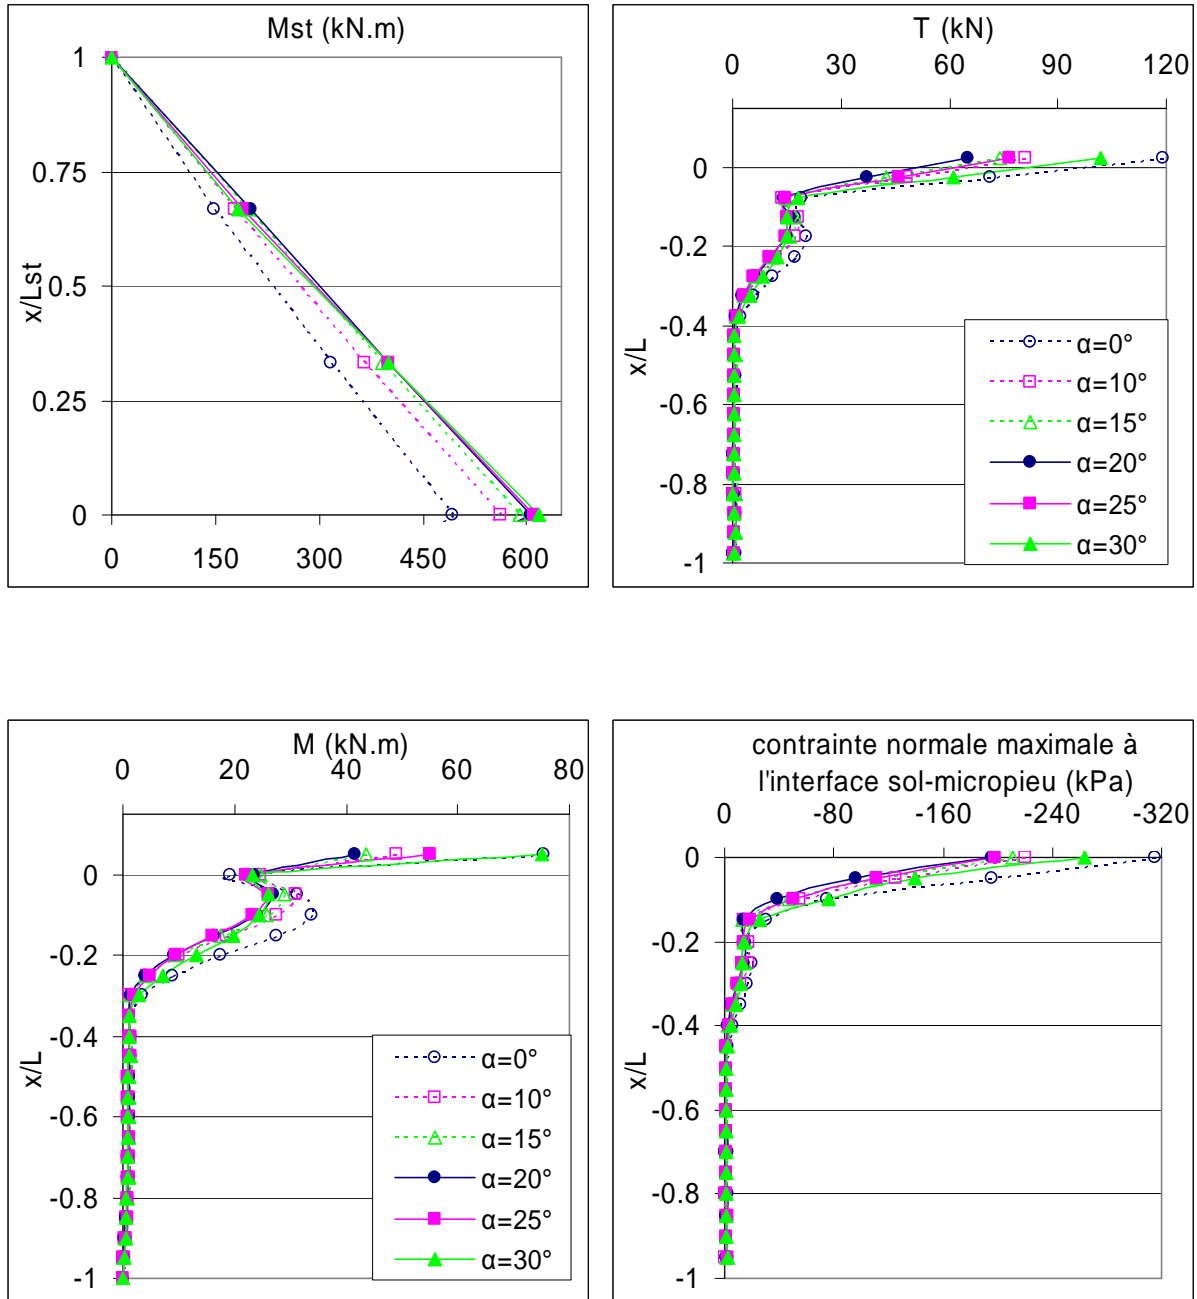 Mst (kN.m)
1
0.75
0.5
0.25
0
x/Lst
0 150 300 450 600
T (kN)
0 30 60 90 120
0
-0.2
-0.4
-0.6
-0.8
-1
x/L
α=0°
α=10°
α=15°
α=20°
α=25°
α=30°
M (kN.m)
0 20 40 60 80
0
-0.2
-0.4
-0.6
-0.8
-1
x/L
α=0°
α=10°
α=15°
α=20°
α=25°
α=30°
contrainte normale maximale à
l'interface sol-micropieu (kPa)
0 -80 -160 -240 -320
0
-0.2
-0.4
-0.6
-0.8
-1
x/L